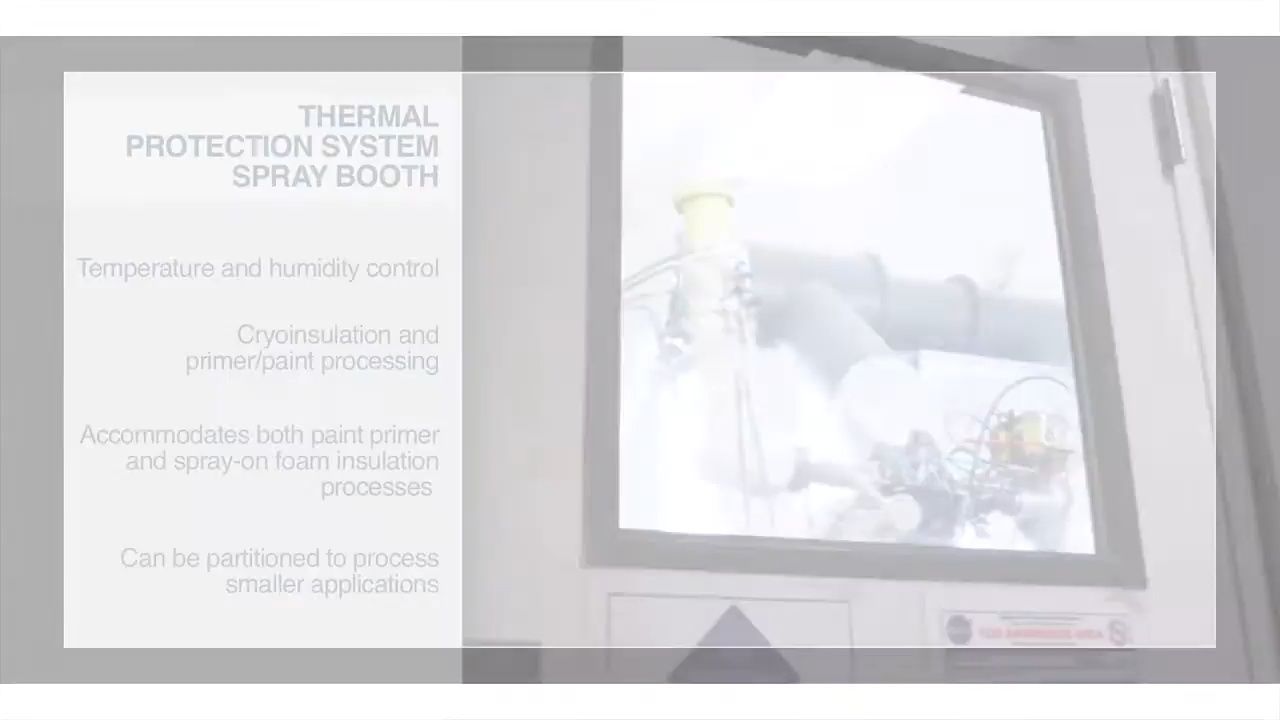 THERMAL
PROTECTION SYSTEM
SPRAY BOOTH
Temperature and humidity control
Cryoinsulation and
primer/paint processing
Accommodates both paint primer
and spray-on foam insulation
processes
Can be partitioned to process
smaller applications